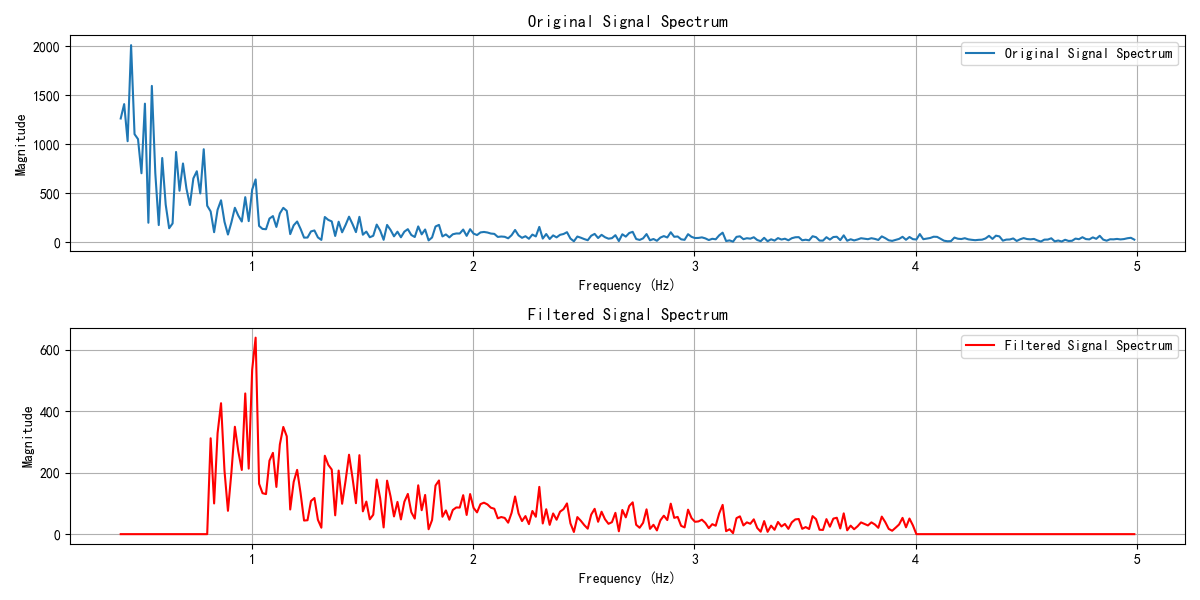 Original Signal Spectrum
2000
1500
1000
500
0
Magnitude
Original Signal Spectrum
1 2 3 4 5
Frequency (Hz)
Filtered Signal Spectrum
600
400
200
0
Magnitude
Filtered Signal Spectrum
1 2 3 4 5
Frequency (Hz)